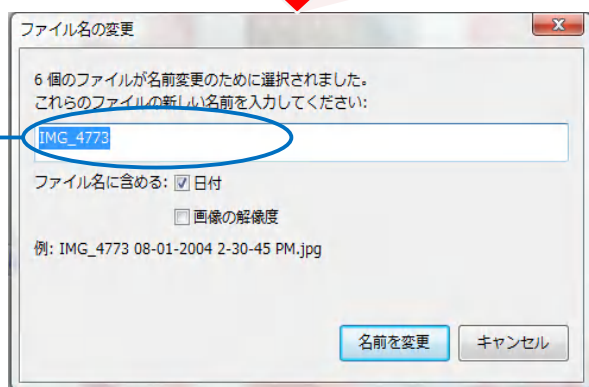 ファイル名の変更
6 個のファイルが名前変更のために選択されました。
これらのファイルの新しい名前を入力してください:
IMG_4773
ファイル名に含める: 日付
画像の解像度
例: IMG_4773 08-01-2004 2-30-45 PM.jpg
名前を変更 キャンセル